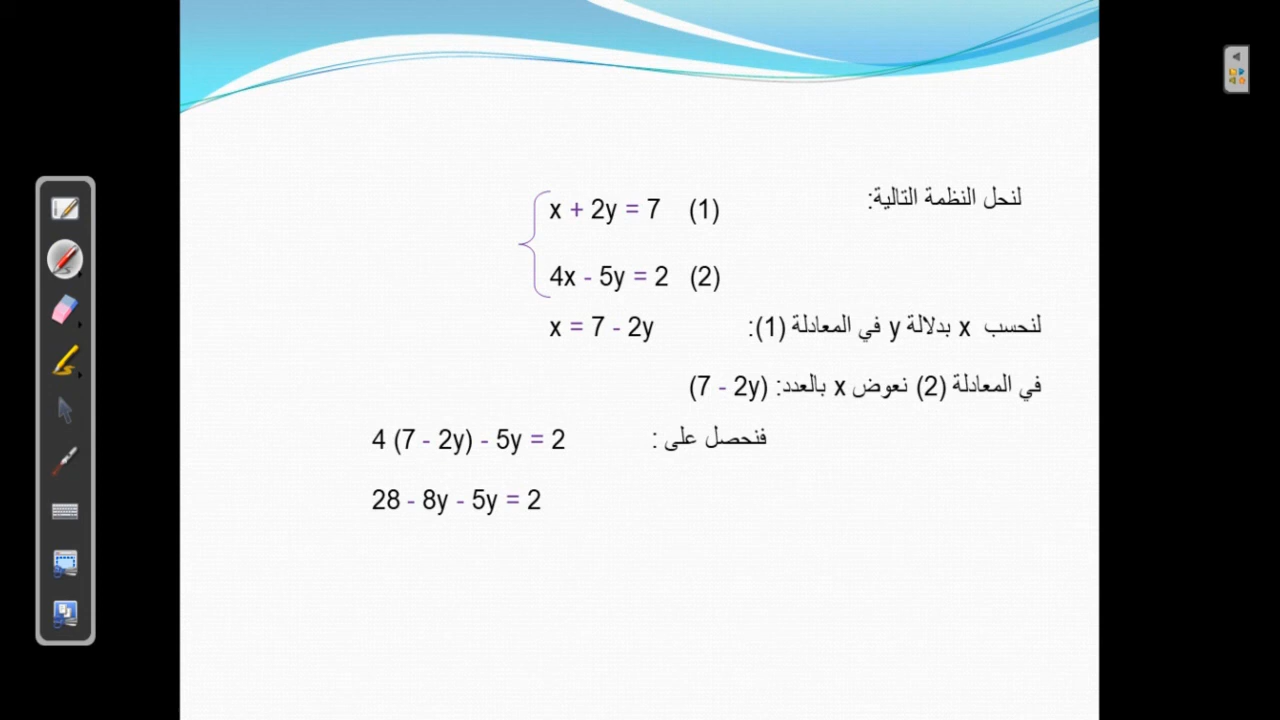 لنحل النظمة التالية:
x + 2y = 7 (1)
4x - 5y = 2 (2)
لنحسب x بدلالة y في المعادلة (1): x = 7 - 2y
في المعادلة (2) نعوض x بالعدد: (7 - 2y)
فنحصل على : 4 (7 - 2y) - 5y = 2
28 - 8y - 5y = 2